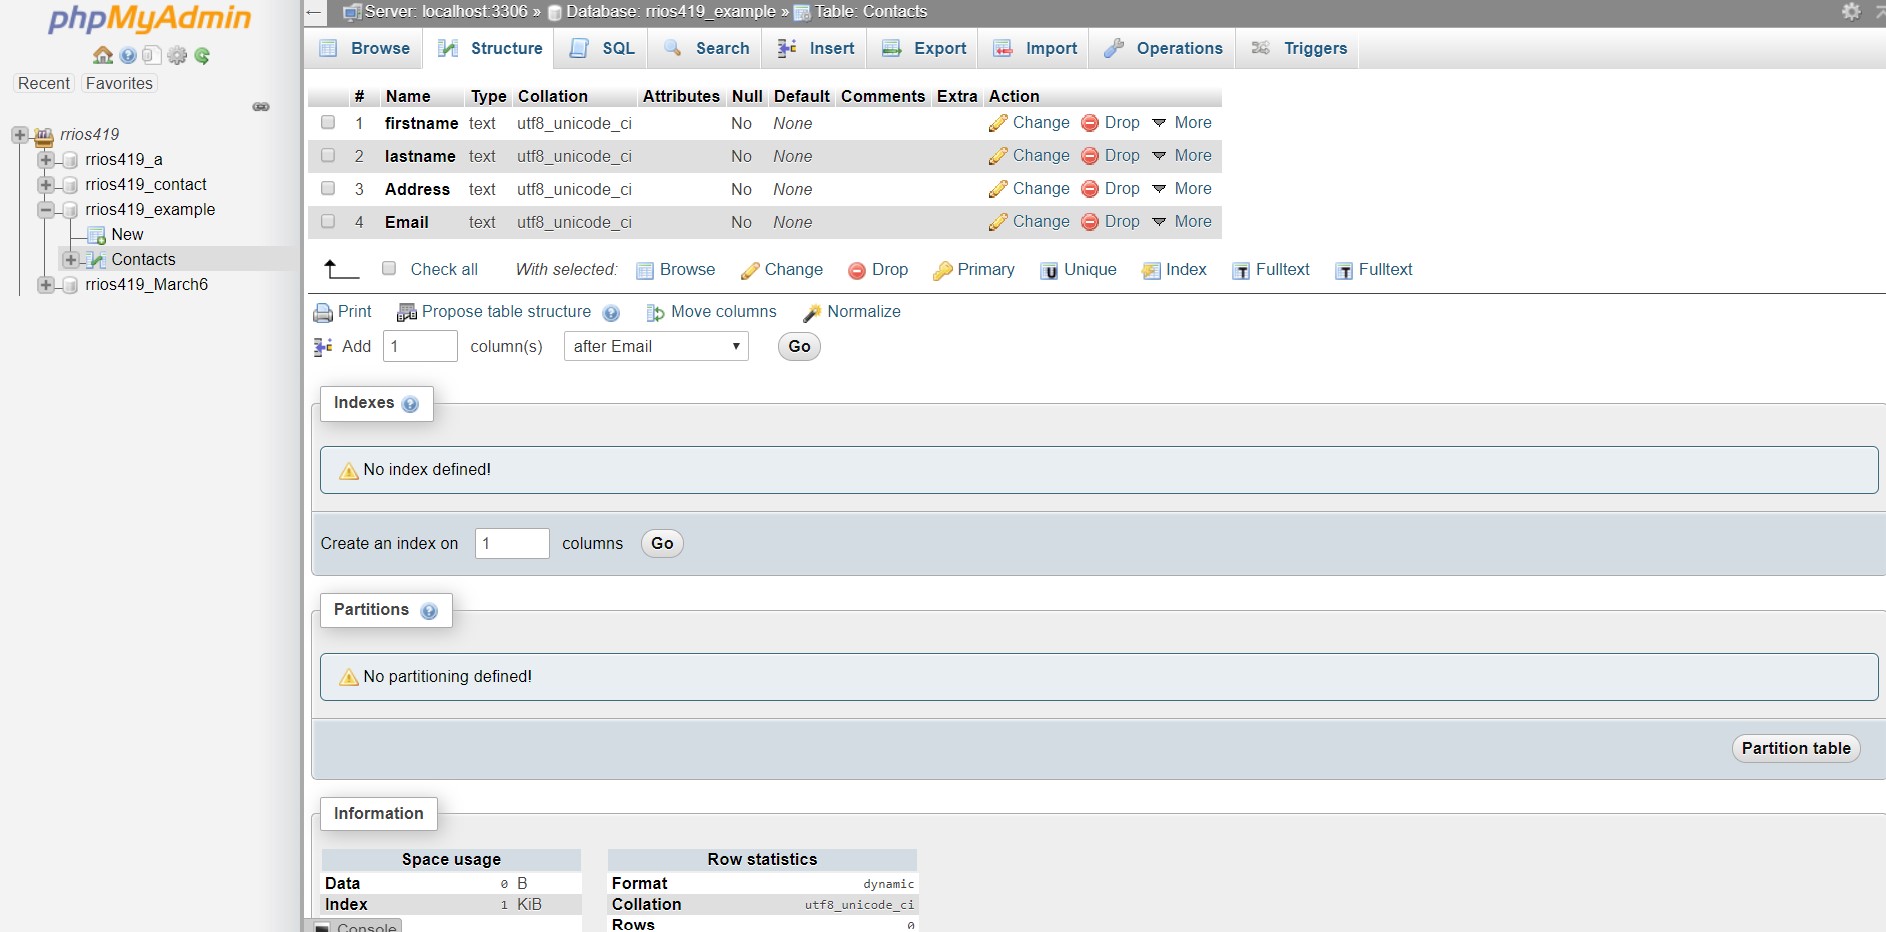 phpMyAdmin
Recent Favorites
rrios419
rrios419_a
rrios419_contact
rrios419_example
New
Contacts
rrios419_March6
← Server: localhost:3306 » Database: rrios419_example » Table: Contacts
Browse Structure SQL Search Insert Export Import Operations Triggers
# Name Type Collation Attributes Null Default Comments Extra Action
1 firstname text utf8_unicode_ci No None Change Drop More
2 lastname text utf8_unicode_ci No None Change Drop More
3 Address text utf8_unicode_ci No None Change Drop More
4 Email text utf8_unicode_ci No None Change Drop More
Check all With selected: Browse Change Drop Primary Unique Index Fulltext Fulltext
Print Propose table structure Move columns Normalize
Add 1 column(s) after Email Go
Indexes
No index defined!
Create an index on 1 columns Go
Partitions
No partitioning defined!
Partition table
Information
Space usage
Data 0 B
Index 1 KiB
Row statistics
Format dynamic
Collation utf8_unicode_ci
Rows 0
Console